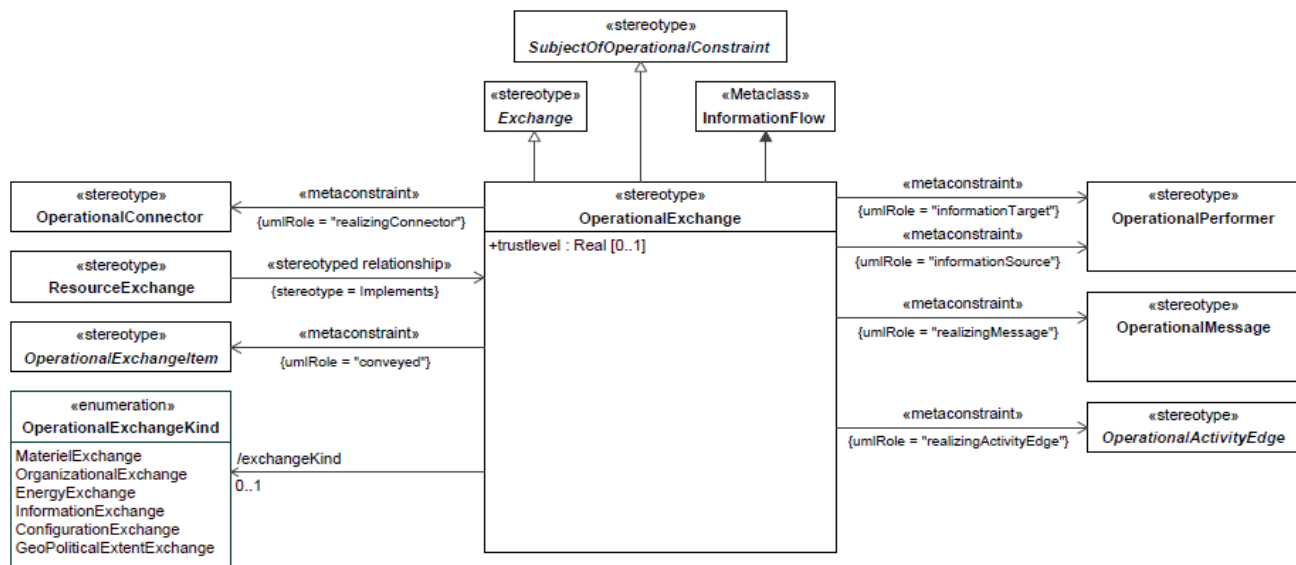 «stereotype»
SubjectOfOperationalConstraint
«stereotype»
Exchange
«Metaclass»
InformationFlow
«stereotype»
OperationalConnector
«metaconstraint»
{umlRole = "realizingConnector"}
«stereotype»
OperationalExchange
+trustlevel : Real [0..1]
«metaconstraint»
{umlRole = "informationTarget"}
«metaconstraint»
{umlRole = "informationSource"}
«stereotype»
OperationalPerformer
«stereotype»
ResourceExchange
«stereotyped relationship»
{stereotype = Implements}
«metaconstraint»
{umlRole = "realizingMessage"}
«stereotype»
OperationalMessage
«stereotype»
OperationalExchangeItem
«metaconstraint»
{umlRole = "conveyed"}
«metaconstraint»
{umlRole = "realizingActivityEdge"}
«stereotype»
OperationalActivityEdge
«enumeration»
OperationalExchangeKind
MaterielExchange
OrganizationalExchange
EnergyExchange
InformationExchange
ConfigurationExchange
GeoPoliticalExtentExchange
/exchangeKind
0..1